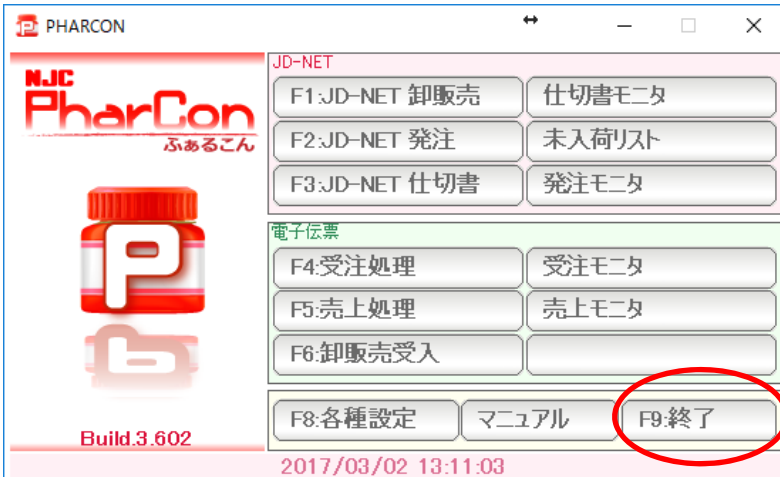 PHARCON
NJC
PharCon
ふぁるこん
P
Build.3.602
JD-NET
F1:JD-NET 卸販売
仕切書モニタ
F2:JD-NET 発注
未入荷リスト
F3:JD-NET 仕切書
発注モニタ
電子伝票
F4:受注処理
受注モニタ
F5:売上処理
売上モニタ
F6:卸販売受入
F8:各種設定
マニュアル
F9:終了
2017/03/02 13:11:03